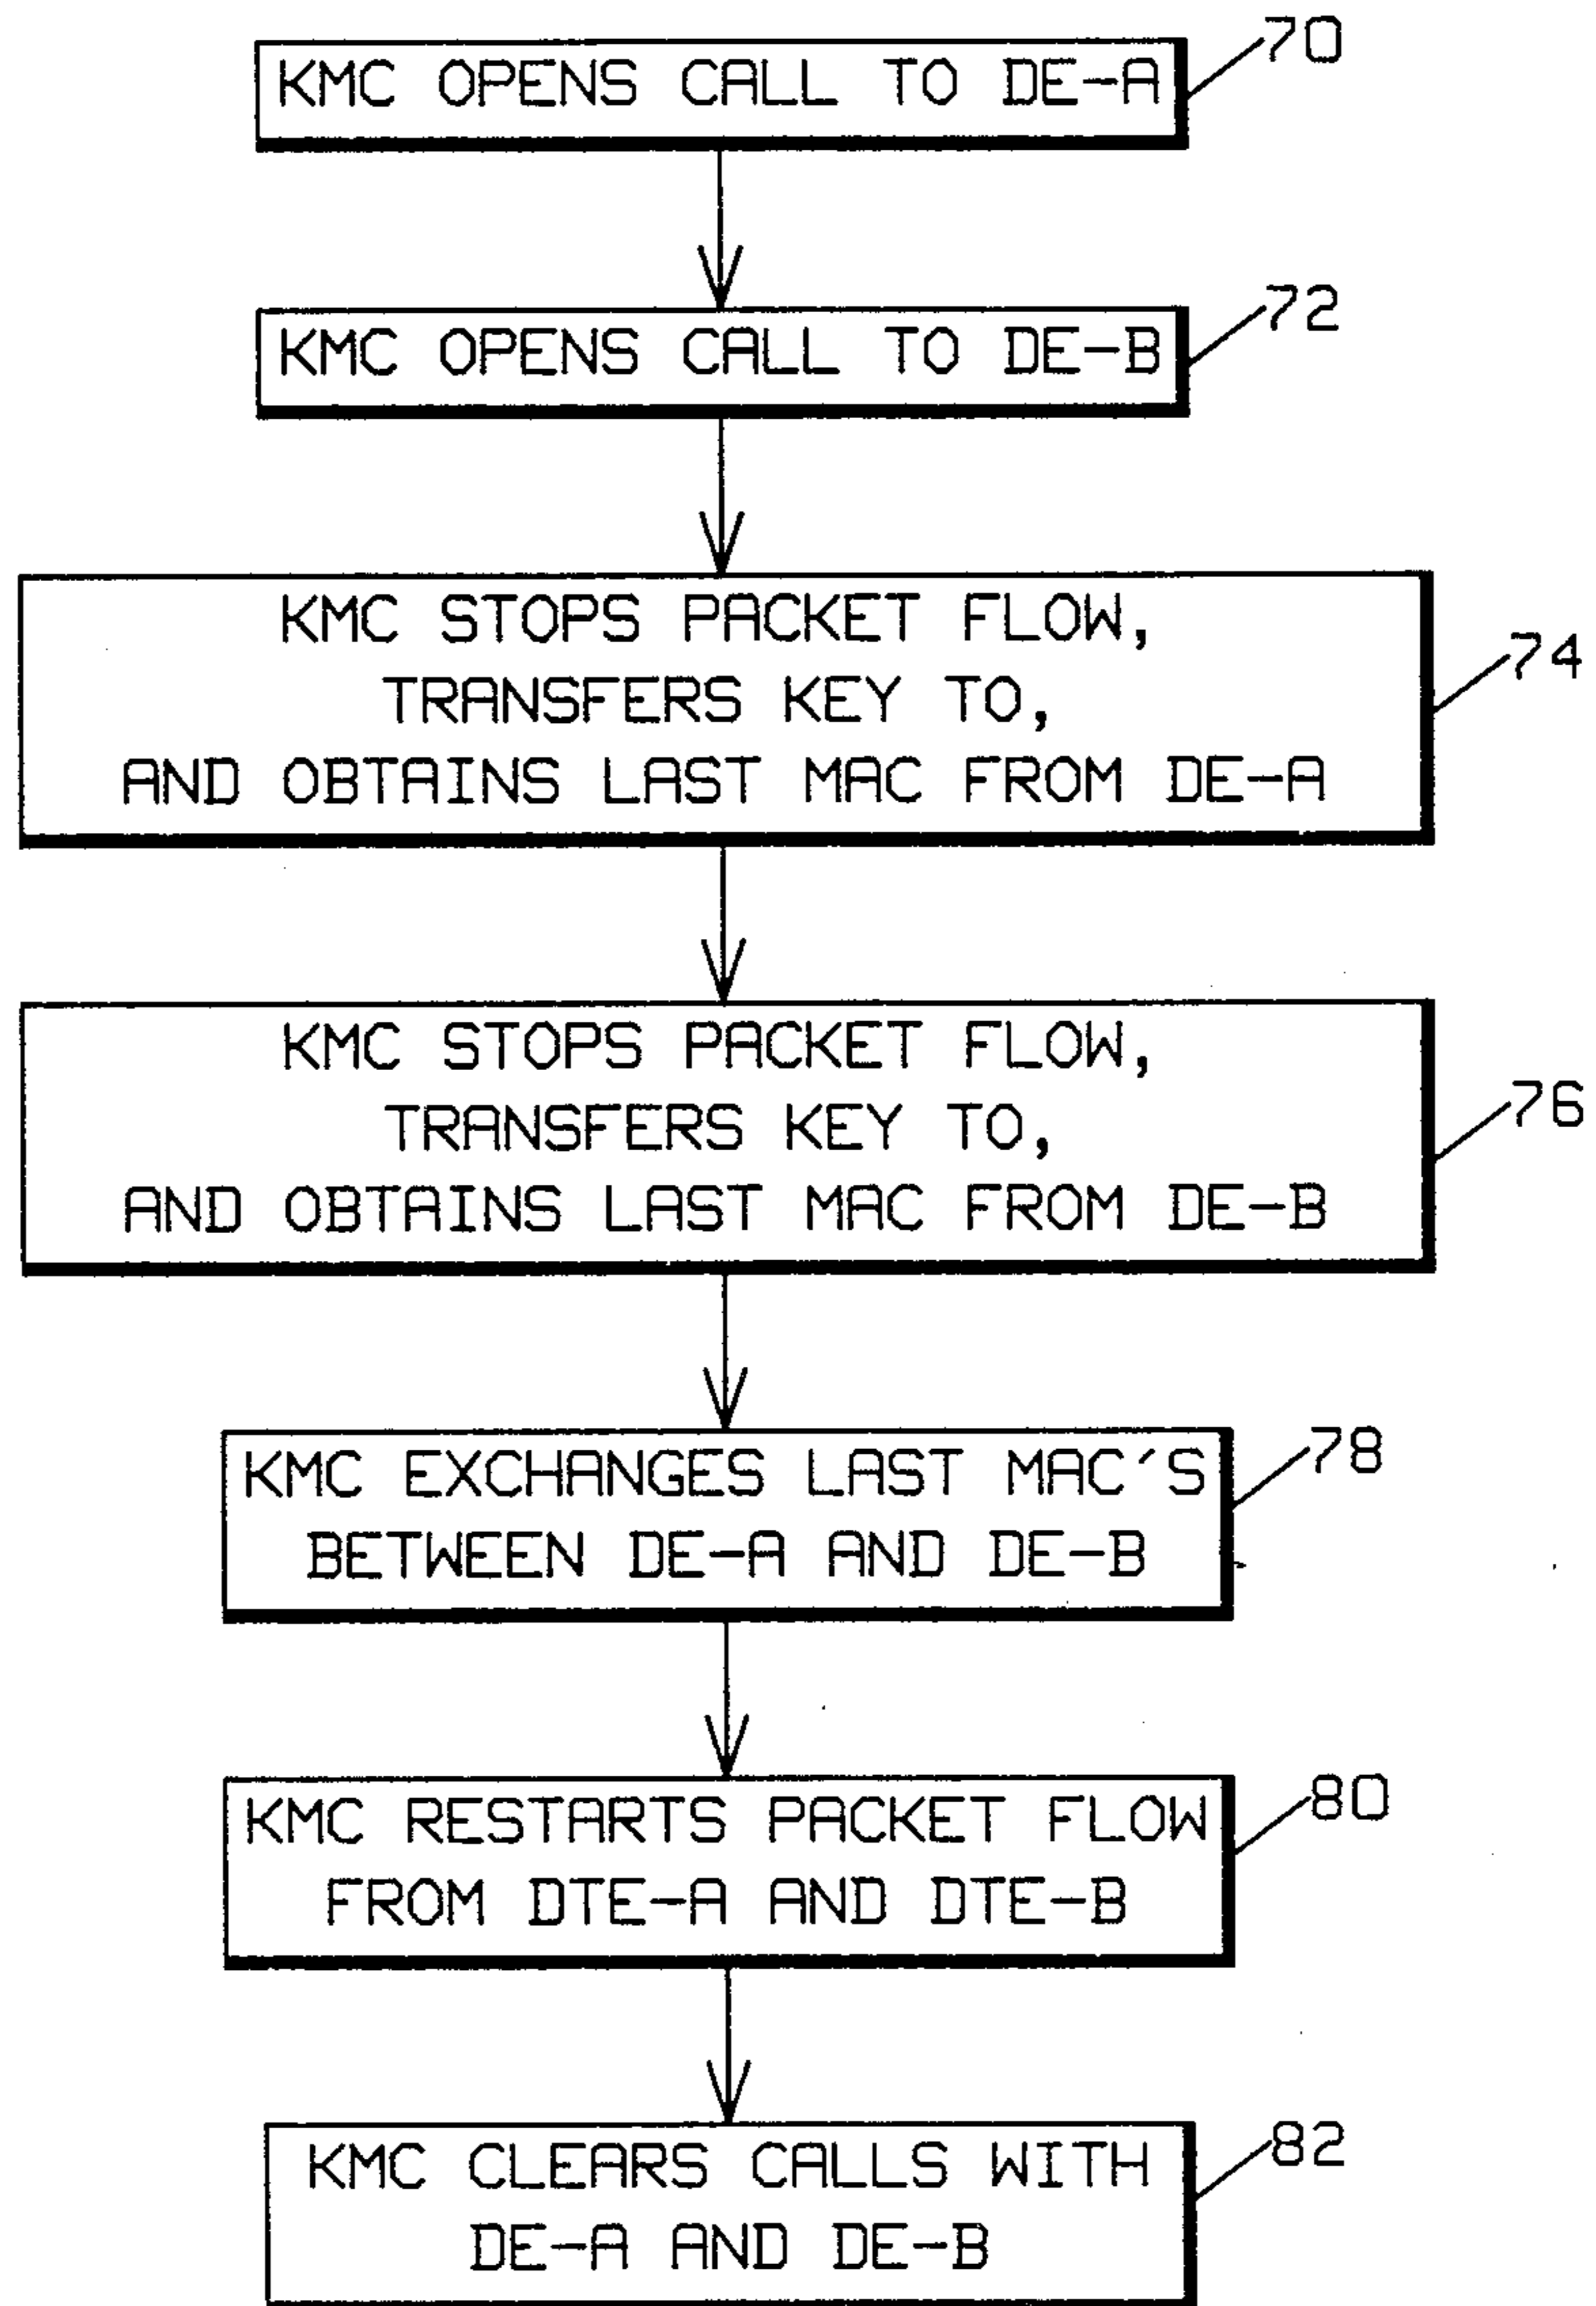 KMC OPENS CALL TO DE-A
70
KMC OPENS CALL TO DE-B
72
KMC STOPS PACKET FLOW,
TRANSFERS KEY TO,
AND OBTAINS LAST MAC FROM DE-A
74
KMC STOPS PACKET FLOW,
TRANSFERS KEY TO,
AND OBTAINS LAST MAC FROM DE-B
76
KMC EXCHANGES LAST MAC'S
BETWEEN DE-A AND DE-B
78
KMC RESTARTS PACKET FLOW
FROM DTE-A AND DTE-B
80
KMC CLEARS CALLS WITH
DE-A AND DE-B
82